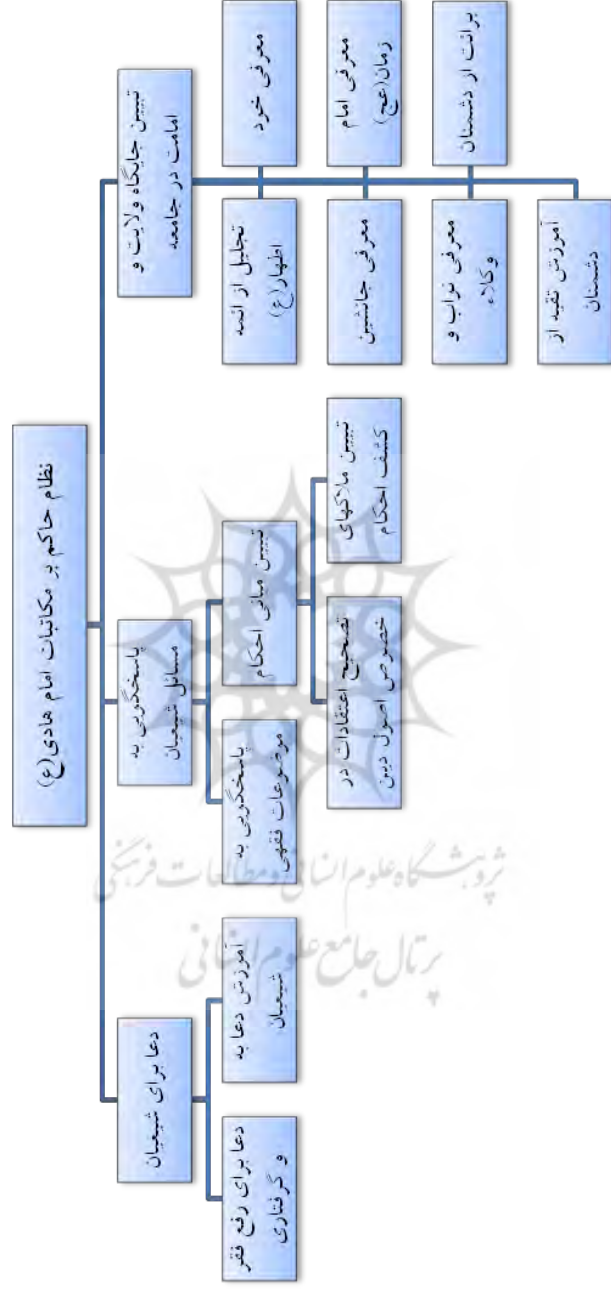 نظام حاکم بر مکاتبات امام هادی(ع)
تبیین جایگاه ولایت و
امامت در جامعه
معرفی خود
تجلیل از ائمه
اظهار(ع)
معرفی امام
زمان(عج)
معرفی جانشین
برائت از دشمنان
معرفی نواب و
وکلاء
آموزش تقیه از
دشمنان
پاسخگویی به
مسائل شیعیان
تبیین مبانی احکام
تبیین ملاکهای
کشف احکام
تصحیح اعتقادات در
خصوص اصول دین
پاسخگویی به
موضوعات فقهی
دعا برای شیعیان
آموزش دعا به
شیعیان
دعا برای رفع فقر
و گرفتاری
پژوهشگاه علوم انسانی و مطالعات فرهنگی
پرتال جامع علوم انسانی